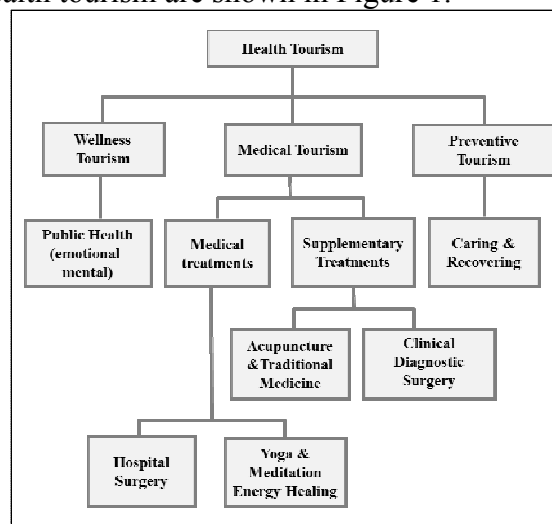 ealth tourism are shown in Figure 1.
Health Tourism
Wellness
Tourism
Medical Tourism
Preventive
Tourism
Public Health
(emotional
mental)
Medical
treatments
Supplementary
Treatments
Caring &
Recovering
Acupuncture
&Traditional
Medicine
Clinical
Diagnostic
Surgery
Hospital
Surgery
Yoga &
Meditation
Energy Healing